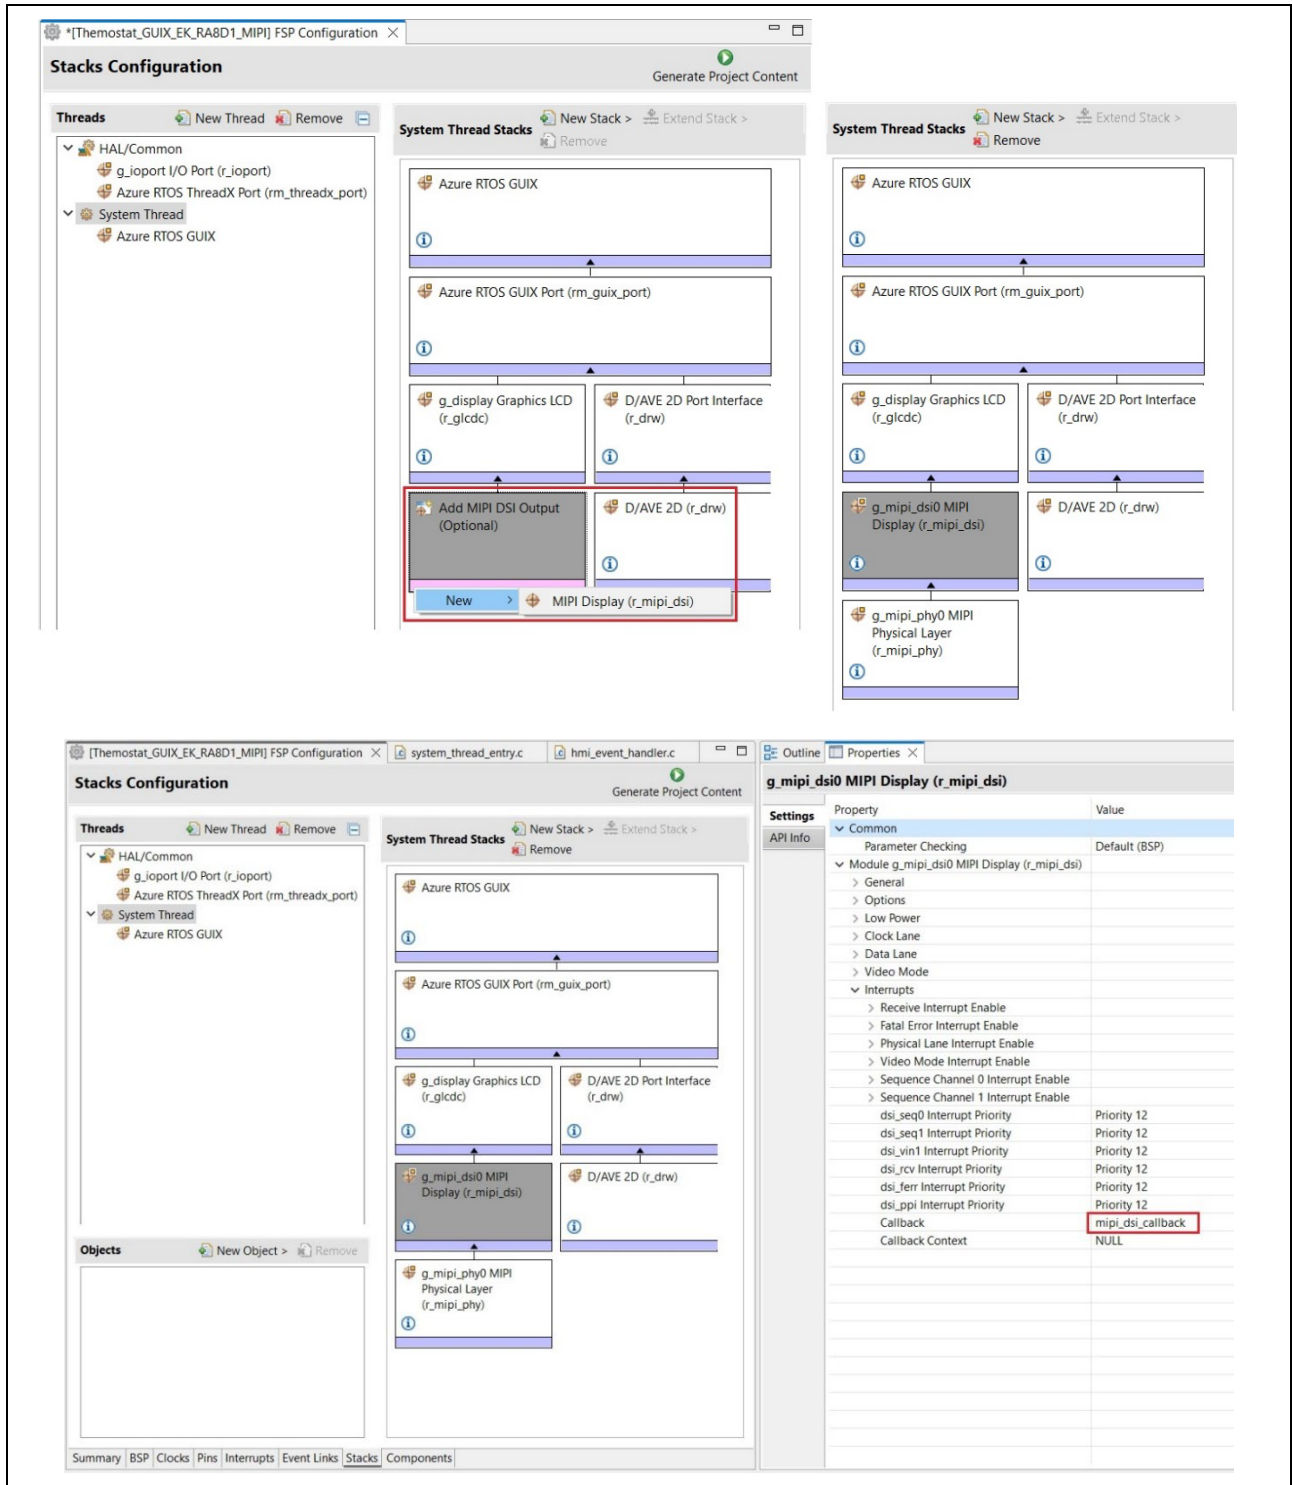 *[Themostat_GUIX_EK_RA8D1_MIPI] FSP Configuration
Stacks Configuration
Generate Project Content
Threads
New Thread
Remove
HAL/Common
g_ioport I/O Port (r_ioport)
Azure RTOS ThreadX Port (rm_threadx_port)
System Thread
Azure RTOS GUIX
System Thread Stacks
New Stack >
Extend Stack >
Remove
Azure RTOS GUIX
Azure RTOS GUIX Port (rm_guix_port)
g_display Graphics LCD
(r_glcdc)
D/AVE 2D Port Interface
(r_drw)
Add MIPI DSI Output
(Optional)
D/AVE 2D (r_drw)
New >
MIPI Display (r_mipi_dsi)
System Thread Stacks
New Stack >
Extend Stack >
Remove
Azure RTOS GUIX
Azure RTOS GUIX Port (rm_guix_port)
g_display Graphics LCD
(r_glcdc)
D/AVE 2D Port Interface
(r_drw)
g_mipi_dsi0 MIPI
Display (r_mipi_dsi)
D/AVE 2D (r_drw)
g_mipi_phy0 MIPI
Physical Layer
(r_mipi_phy)
[Themostat_GUIX_EK_RA8D1_MIPI] FSP Configuration
system_thread_entry.c
hmi_event_handler.c
Stacks Configuration
Generate Project Content
Threads
New Thread
Remove
HAL/Common
g_ioport I/O Port (r_ioport)
Azure RTOS ThreadX Port (rm_threadx_port)
System Thread
Azure RTOS GUIX
Objects
New Object >
Remove
System Thread Stacks
New Stack >
Extend Stack >
Remove
Azure RTOS GUIX
Azure RTOS GUIX Port (rm_guix_port)
g_display Graphics LCD
(r_glcdc)
D/AVE 2D Port Interface
(r_drw)
g_mipi_dsi0 MIPI
Display (r_mipi_dsi)
D/AVE 2D (r_drw)
g_mipi_phy0 MIPI
Physical Layer
(r_mipi_phy)
Summary BSP Clocks Pins Interrupts Event Links Stacks Components
Outline
Properties
g_mipi_dsi0 MIPI Display (r_mipi_dsi)
Settings
API Info
Property Value
Common
Parameter Checking Default (BSP)
Module g_mipi_dsi0 MIPI Display (r_mipi_dsi)
General
Options
Low Power
Clock Lane
Data Lane
Video Mode
Interrupts
Receive Interrupt Enable
Fatal Error Interrupt Enable
Physical Lane Interrupt Enable
Video Mode Interrupt Enable
Sequence Channel 0 Interrupt Enable
Sequence Channel 1 Interrupt Enable
dsi_seq0 Interrupt Priority Priority 12
dsi_seq1 Interrupt Priority Priority 12
dsi_vin1 Interrupt Priority Priority 12
dsi_rcv Interrupt Priority Priority 12
dsi_ferr Interrupt Priority Priority 12
dsi_ppi Interrupt Priority Priority 12
Callback mipi_dsi_callback
Callback Context NULL